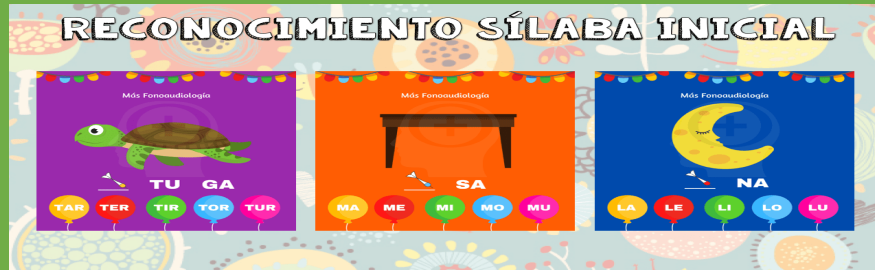 RECONOCIMIENTO SÍLABA INICIAL
Más Fonoaudiología
TU GA
TAR TER TIR TOR TUR
Más Fonoaudiología
SA
MA ME MI MO MU
Más Fonoaudiología
NA
LA LE LI LO LU